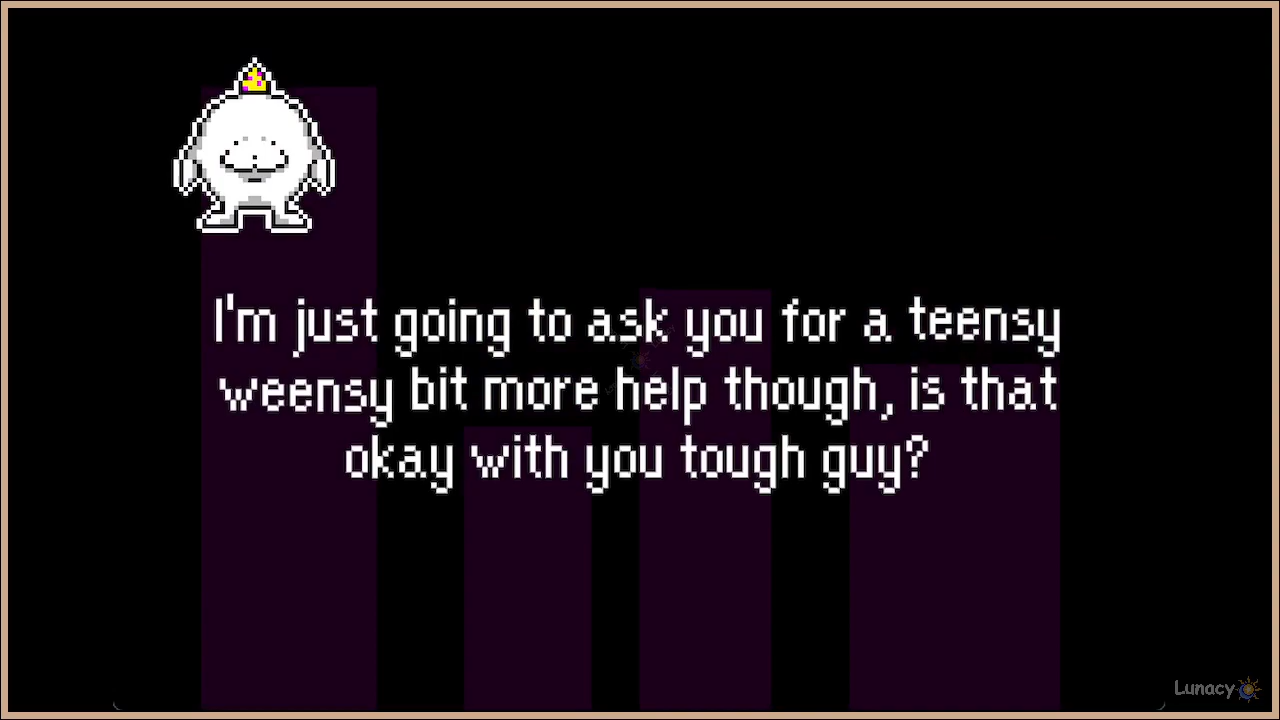 I'm just going to ask you for a teensy
weensy bit more help though, is that
okay with you tough guy?
Lunacy